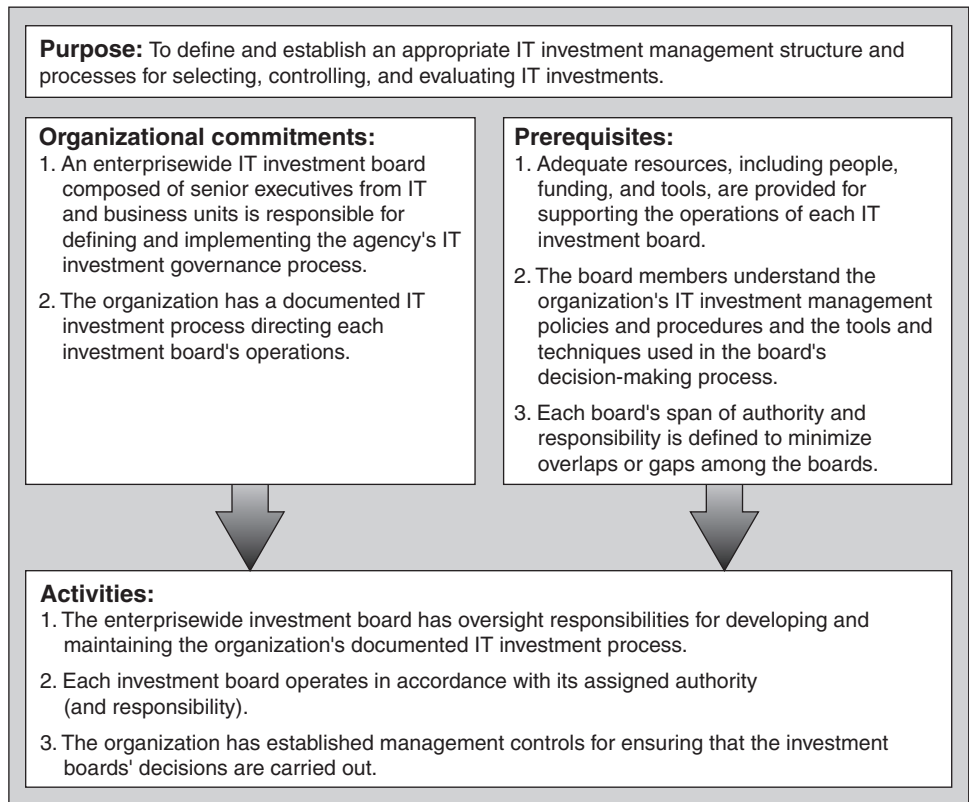 Purpose: To define and establish an appropriate IT investment management structure and
processes for selecting, controlling, and evaluating IT investments.
Organizational commitments:
1. An enterprisewide IT investment board
composed of senior executives from IT
and business units is responsible for
defining and implementing the agency's IT
investment governance process.
2. The organization has a documented IT
investment process directing each
investment board's operations.
Prerequisites:
1. Adequate resources, including people,
funding, and tools, are provided for
supporting the operations of each IT
investment board.
2. The board members understand the
organization's IT investment management
policies and procedures and the tools and
techniques used in the board's
decision-making process.
3. Each board's span of authority and
responsibility is defined to minimize
overlaps or gaps among the boards.
Activities:
1. The enterprisewide investment board has oversight responsibilities for developing and
maintaining the organization's documented IT investment process.
2. Each investment board operates in accordance with its assigned authority
(and responsibility).
3. The organization has established management controls for ensuring that the investment
boards' decisions are carried out.